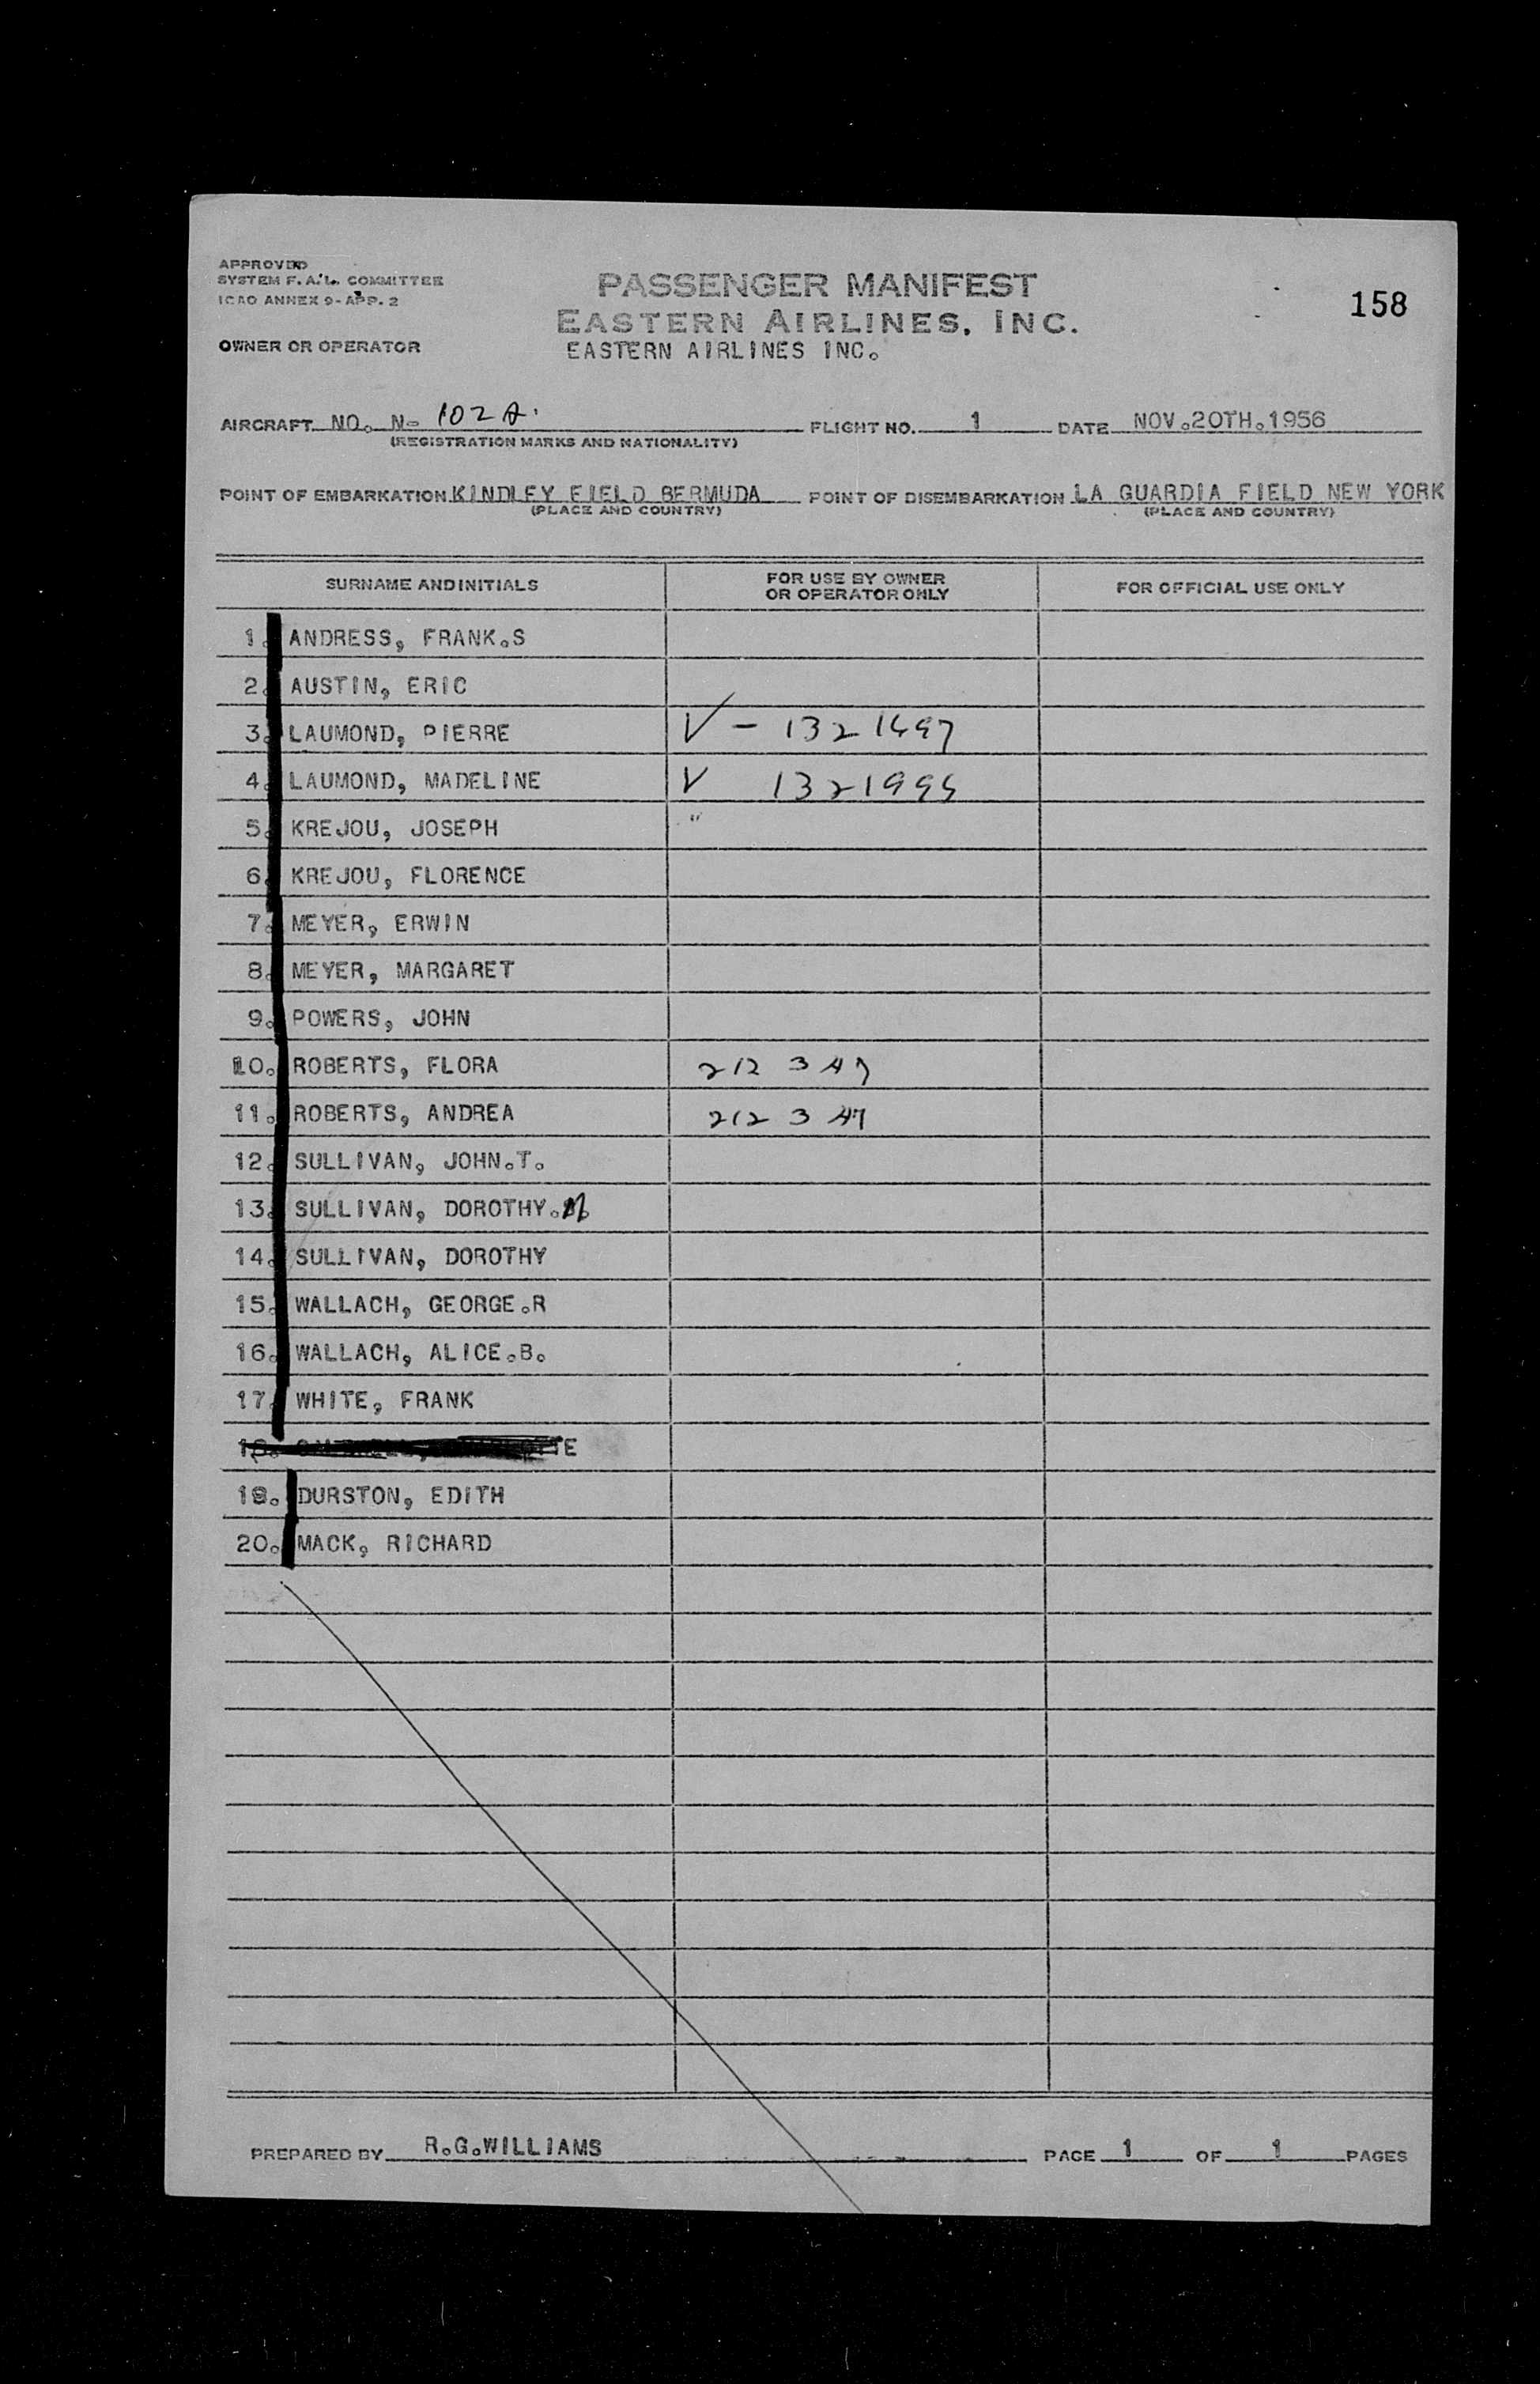 APPROVED
SYSTEM F.A.L. COMMITTEE
ICAO ANNEX 9-APP. 2
PASSENGER MANIFEST
EASTERN AIRLINES, INC.
158
OWNER OR OPERATOR EASTERN AIRLINES INC.
AIRCRAFT NO. N- 102A. FLIGHT NO. 1 DATE NOV.20TH.1956
(REGISTRATION MARKS AND NATIONALITY)
POINT OF EMBARKATION KINDLEY FIELD BERMUDA POINT OF DISEMBARKATION LA GUARDIA FIELD NEW YORK
(PLACE AND COUNTRY) (PLACE AND COUNTRY)
SURNAME AND INITIALS FOR USE BY OWNER OR OPERATOR ONLY FOR OFFICIAL USE ONLY
1. ANDRESS, FRANK.S
2. AUSTIN, ERIC
3. LAUMOND, PIERRE V - 1321497
4. LAUMOND, MADELINE V 1321995
5. KREJOU, JOSEPH "
6. KREJOU, FLORENCE
7. MEYER, ERWIN
8. MEYER, MARGARET
9. POWERS, JOHN
10. ROBERTS, FLORA 212 347
11. ROBERTS, ANDREA 212 347
12. SULLIVAN, JOHN.T.
13. SULLIVAN, DOROTHY.
14. SULLIVAN, DOROTHY
15. WALLACH, GEORGE.R
16. WALLACH, ALICE.B.
17. WHITE, FRANK
19. DURSTON, EDITH
20. MACK, RICHARD
PREPARED BY R.G.WILLIAMS PAGE 1 OF 1 PAGES